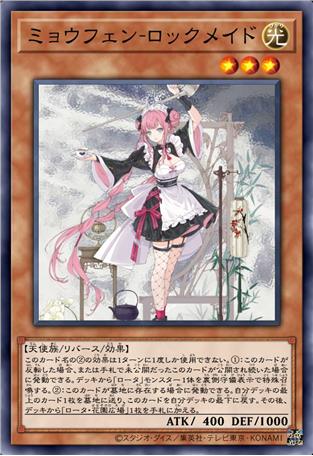 ミョウフェン-ロックメイド
光
【天使族/リバース/効果】
このカード名の②の効果は1ターンに1度しか使用できない。①:このカードが
反転した場合、または手札で未公開だったこのカードが公開され続いた場合
に発動できる。デッキから「ロータ」モンスター1体を裏側守備表示で特殊召
喚する。②:このカードが墓地に存在する場合に発動できる。自分デッキの最
上のカード1枚を墓地に送り、このカードを自分デッキの最下に戻す。その後、
デッキから「ロータ・花園広場」1枚を手札に加える。
ATK/ 400 DEF/1000
©スタジオ・ダイス/集英社・テレビ東京・KONAMI